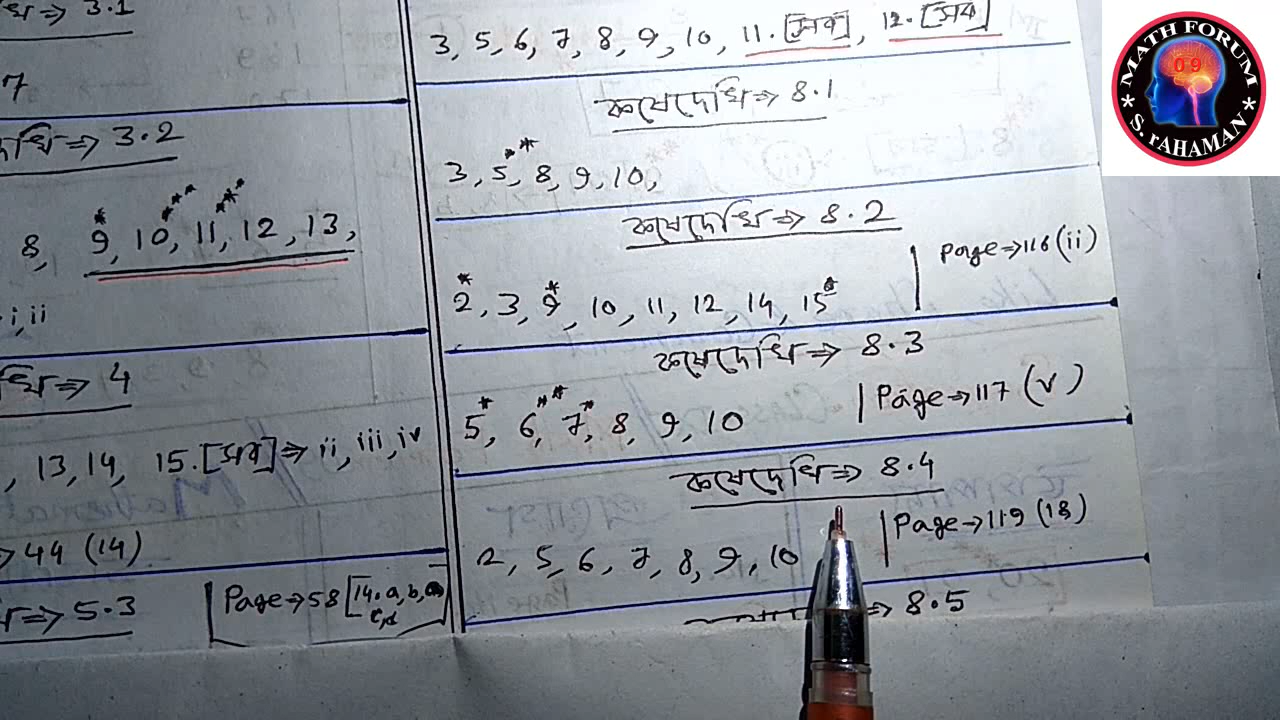 ⇒ 3.1
7
⇒ 3.2
8, 9, 10, 11, 12, 13,
i, ii
⇒ 4
, 13, 14, 15. [সব] ⇒ ii, iii, iv
⇒ 44 (14)
⇒ 5.3 | Page → 58 [14. a, b,
c, d
3, 5, 6, 7, 8, 9, 10, 11. [সব], 12. [সব]
কষেদেখি ⇒ 8.1
3, 5, 8, 9, 10,
কষেদেখি ⇒ 8.2
2, 3, 9, 10, 11, 12, 14, 15 | Page → 116 (ii)
কষেদেখি ⇒ 8.3
5, 6, 7, 8, 9, 10 | Page → 117 (v)
কষেদেখি ⇒ 8.4
2, 5, 6, 7, 8, 9, 10 | Page → 119 (18)
⇒ 8.5
★ MATH FORUM ★
09
S. rAHAMAN